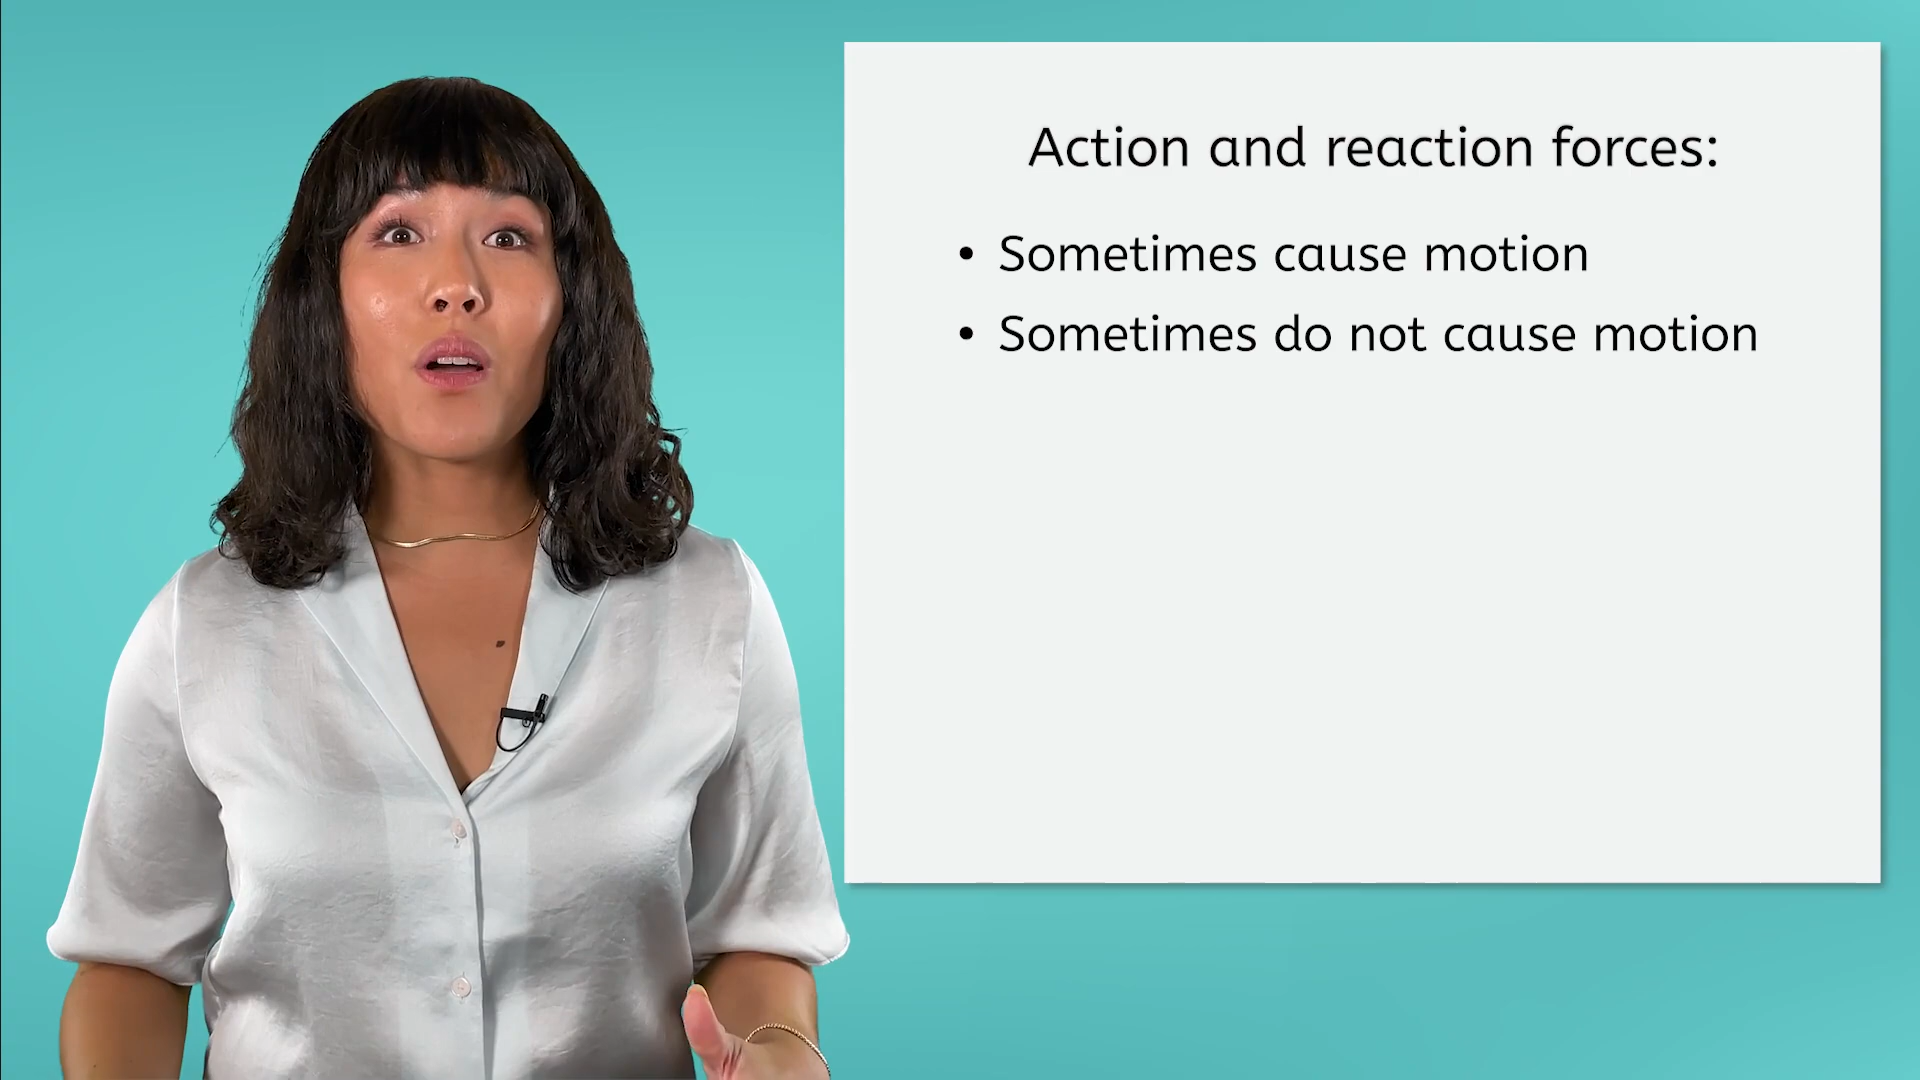 Action and reaction forces:
• Sometimes cause motion
• Sometimes do not cause motion